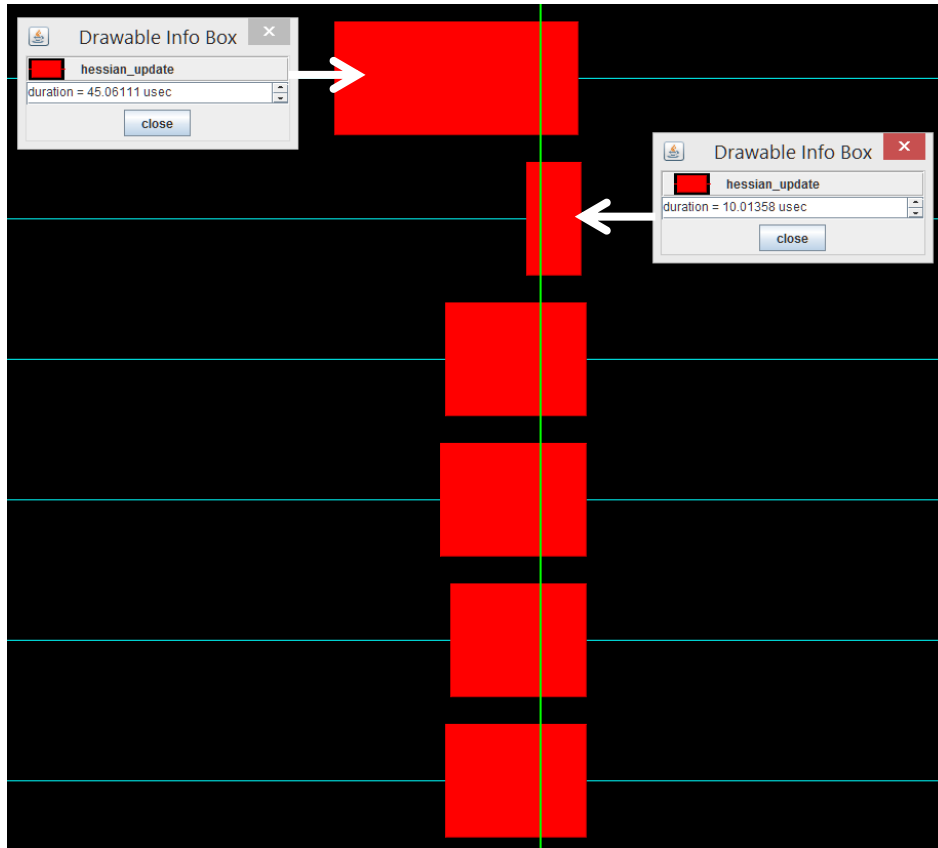 Drawable Info Box
hessian_update
duration = 45.06111 usec
close
Drawable Info Box
hessian_update
duration = 10.01358 usec
close